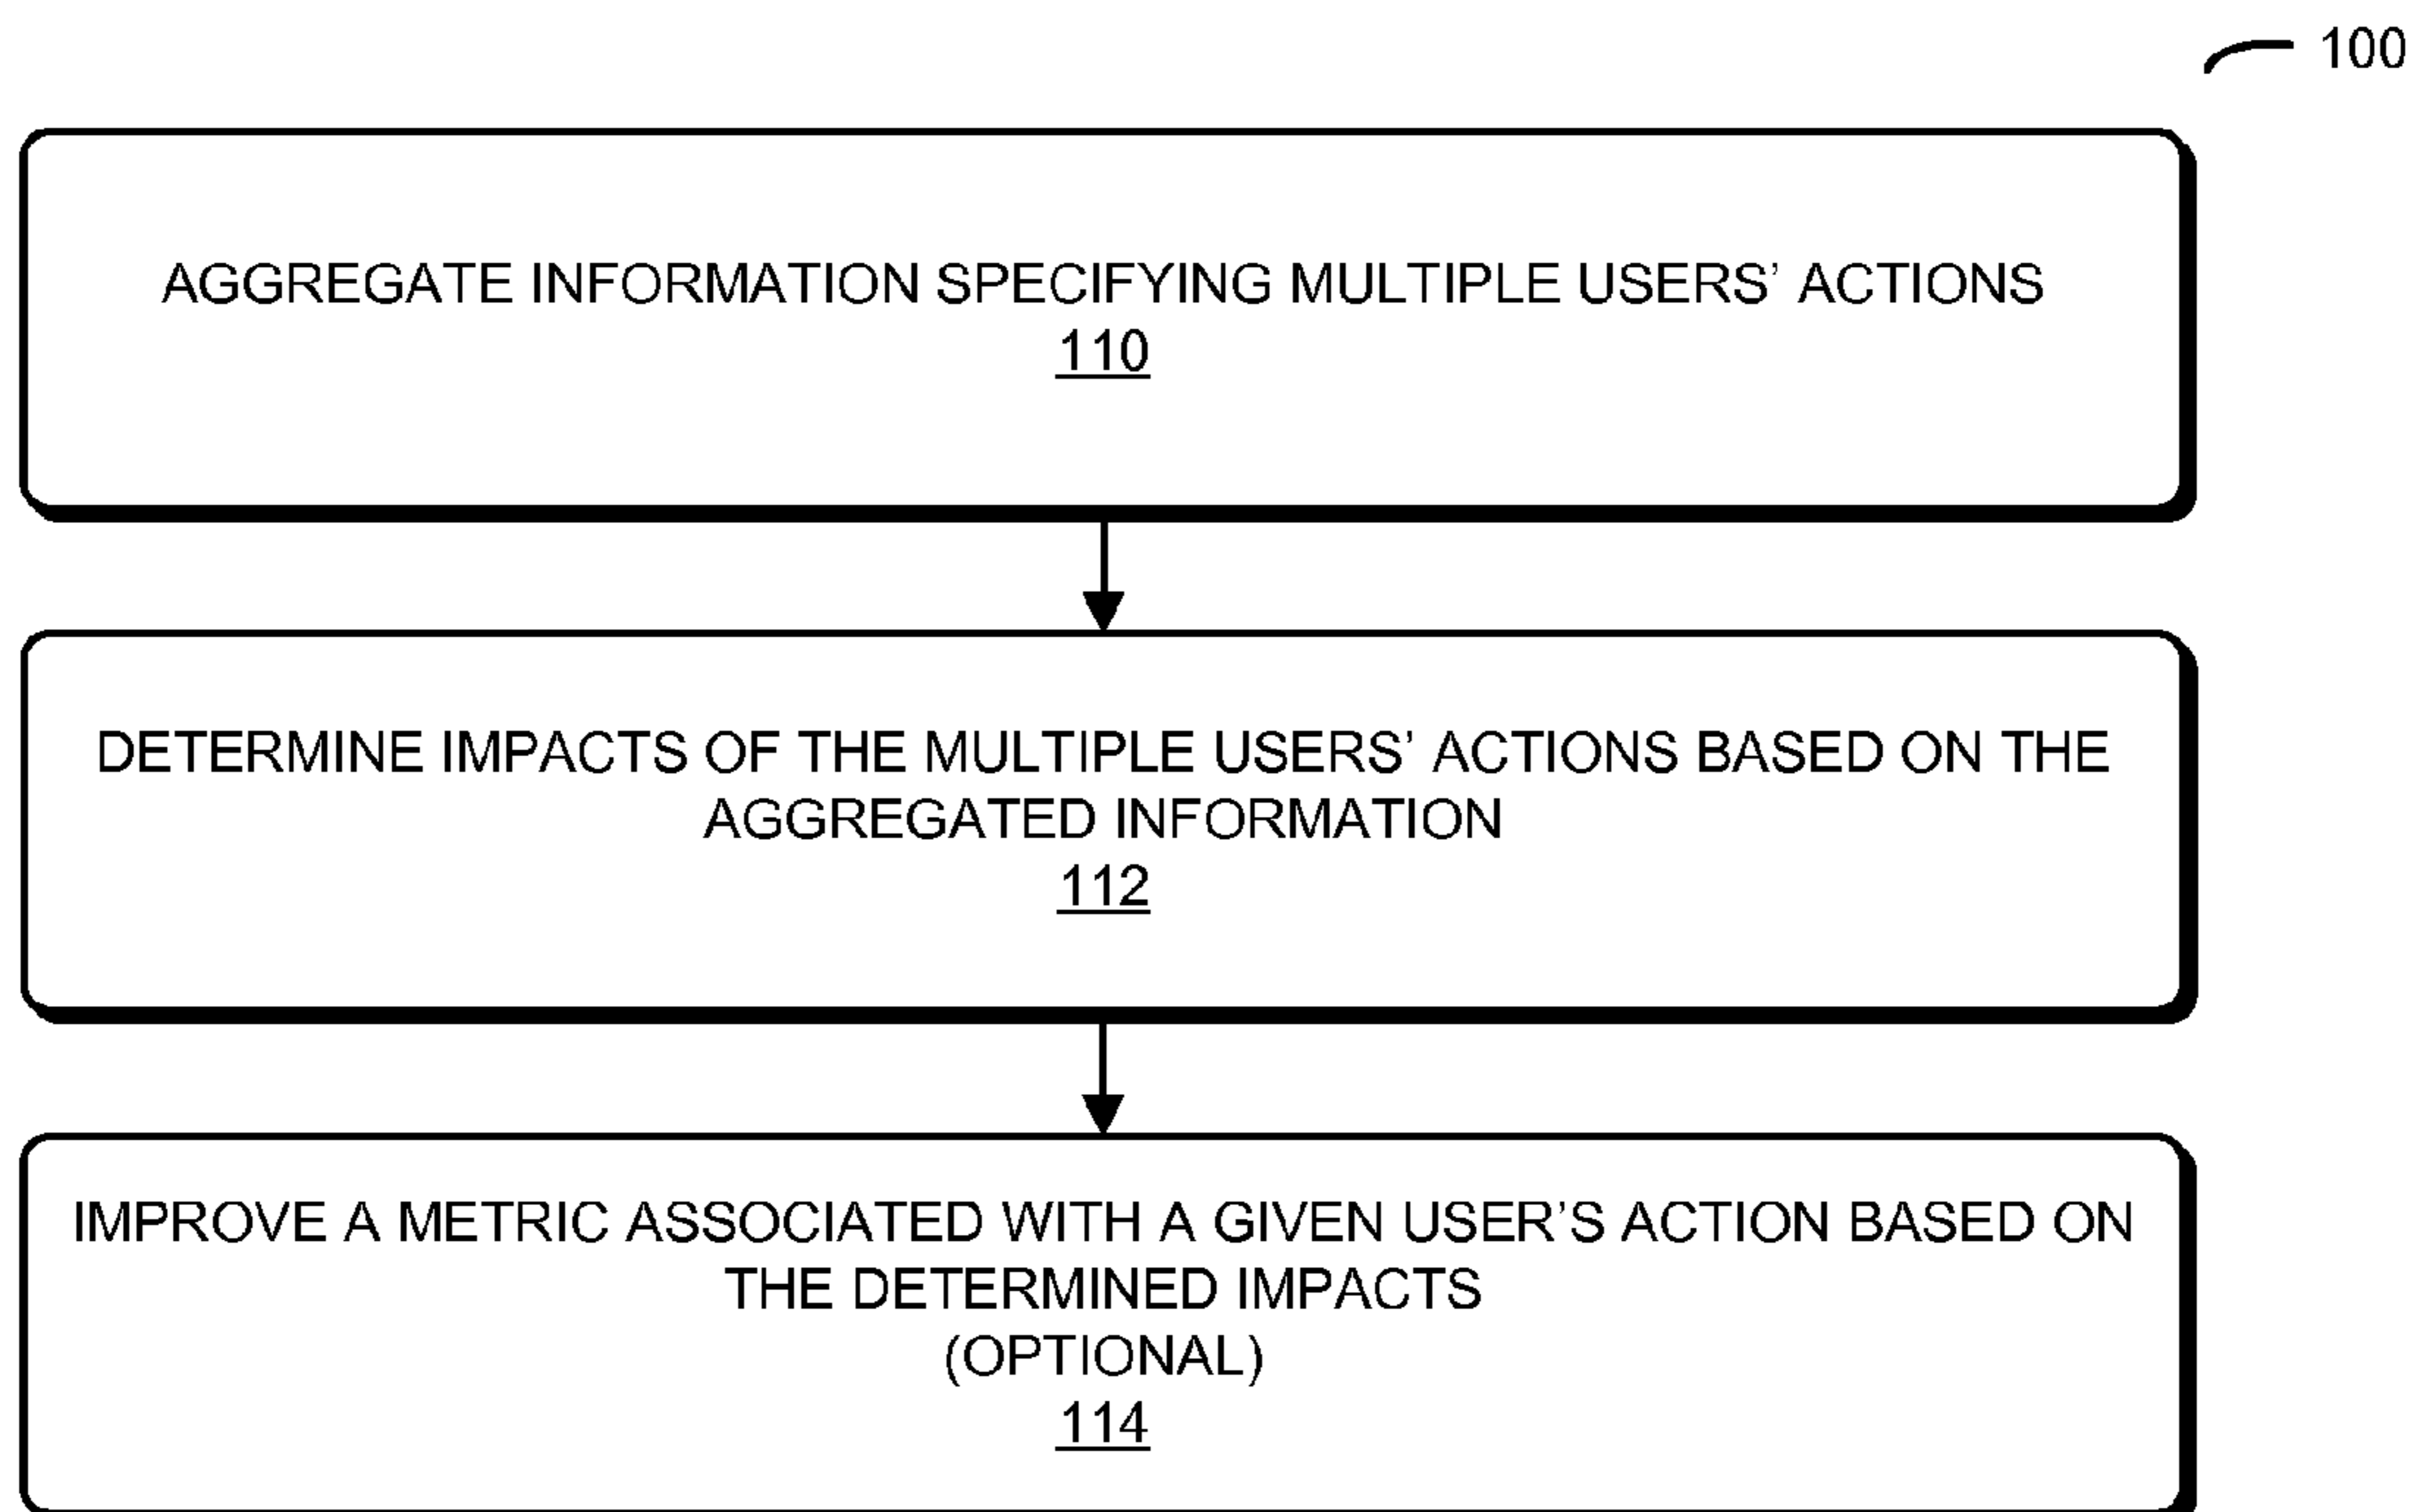 100
AGGREGATE INFORMATION SPECIFYING MULTIPLE USERS’ ACTIONS
110
DETERMINE IMPACTS OF THE MULTIPLE USERS’ ACTIONS BASED ON THE
AGGREGATED INFORMATION
112
IMPROVE A METRIC ASSOCIATED WITH A GIVEN USER’S ACTION BASED ON
THE DETERMINED IMPACTS
(OPTIONAL)
114